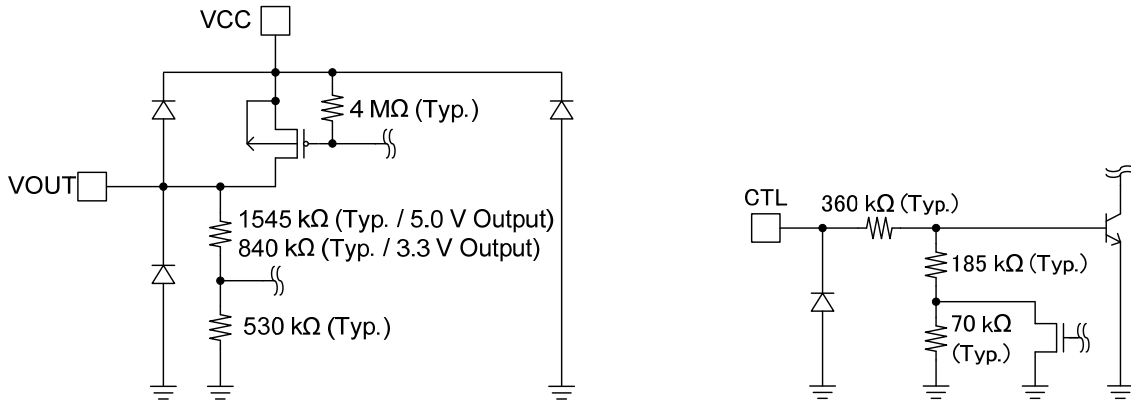 VCC
4 MΩ (Typ.)
VOUT
1545 kΩ (Typ. / 5.0 V Output)
840 kΩ (Typ. / 3.3 V Output)
530 kΩ (Typ.)
CTL
360 kΩ (Typ.)
185 kΩ (Typ.)
70 kΩ
(Typ.)